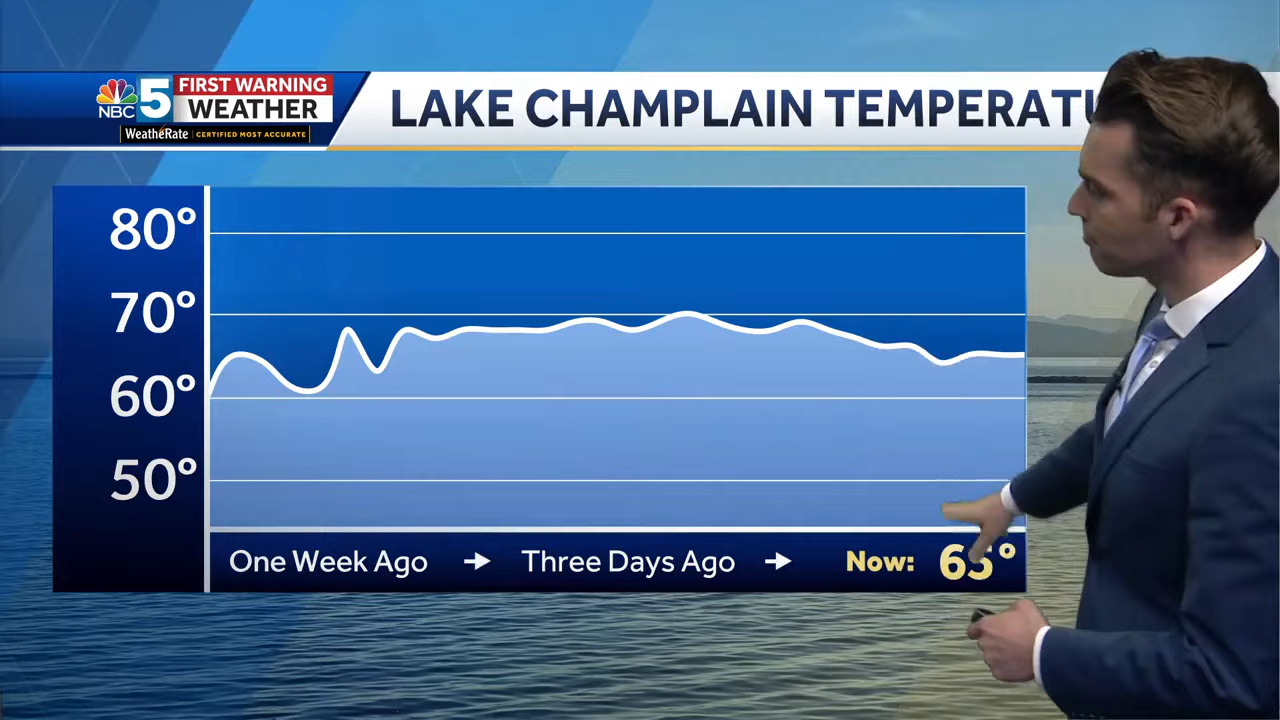 NBC 5 FIRST WARNING WEATHER
WeatheRate | CERTIFIED MOST ACCURATE
LAKE CHAMPLAIN
80°
70°
60°
50°
One Week Ago → Three Days Ago → Now: 65°